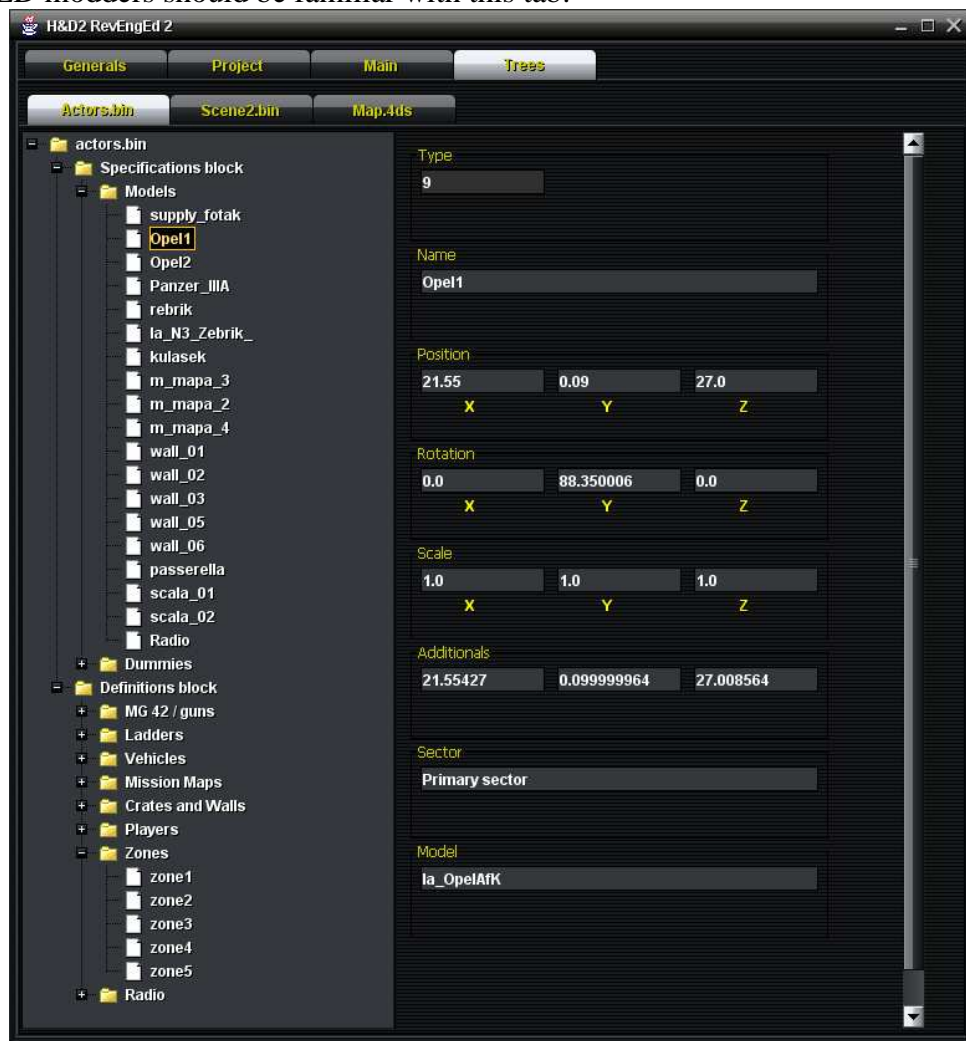 ED modders should be familiar with this tab.
H&D2 RevEngEd 2
Generals Project Main Trees
Actors.bin Scene2.bin Map.4ds
actors.bin
Specifications block
Models
supply_fotak
Opel1
Opel2
Panzer_IIIA
rebrik
Ia_N3_Zebrik_
kulasek
m_mapa_3
m_mapa_2
m_mapa_4
wall_01
wall_02
wall_03
wall_05
wall_06
passerella
scala_01
scala_02
Radio
Dummies
Definitions block
MG 42 / guns
Ladders
Vehicles
Mission Maps
Crates and Walls
Players
Zones
zone1
zone2
zone3
zone4
zone5
Radio
Type
9
Name
Opel1
Position
21.55 0.09 27.0
X Y Z
Rotation
0.0 88.350006 0.0
X Y Z
Scale
1.0 1.0 1.0
X Y Z
Additionals
21.55427 0.099999964 27.008564
Sector
Primary sector
Model
Ia_OpelAfK